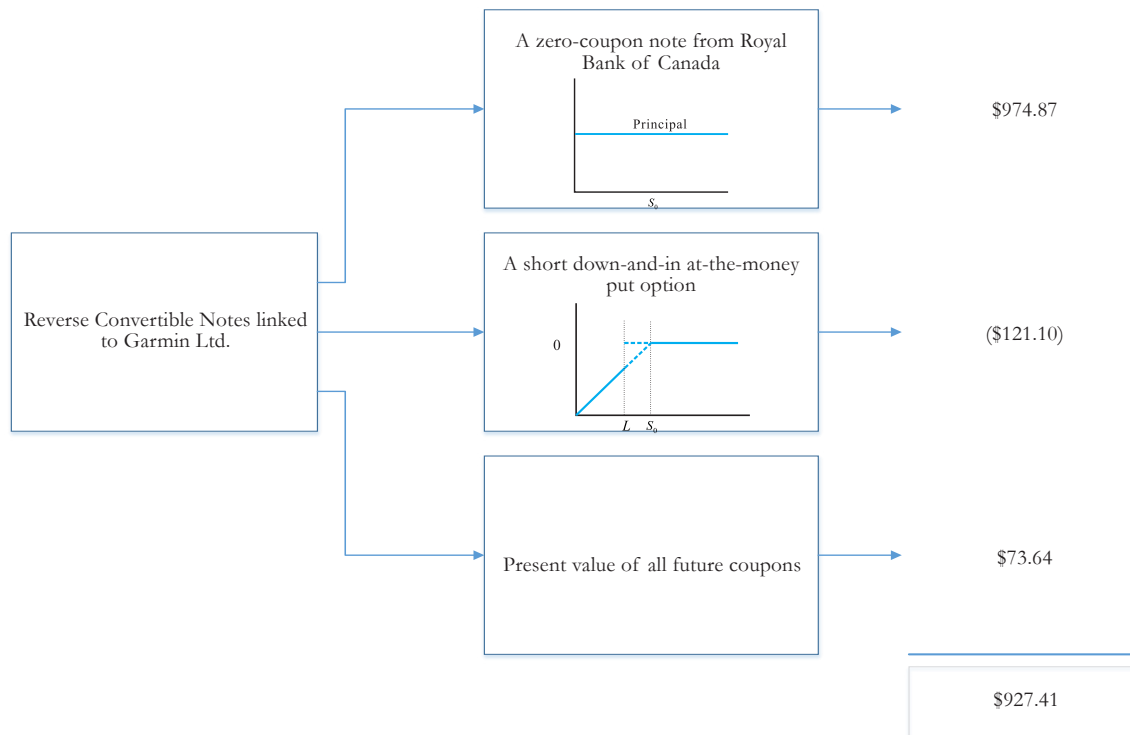 A zero-coupon note from Royal
Bank of Canada
Principal
S₀
$974.87
Reverse Convertible Notes linked
to Garmin Ltd.
A short down-and-in at-the-money
put option
0
L S₀
($121.10)
Present value of all future coupons
$73.64
$927.41